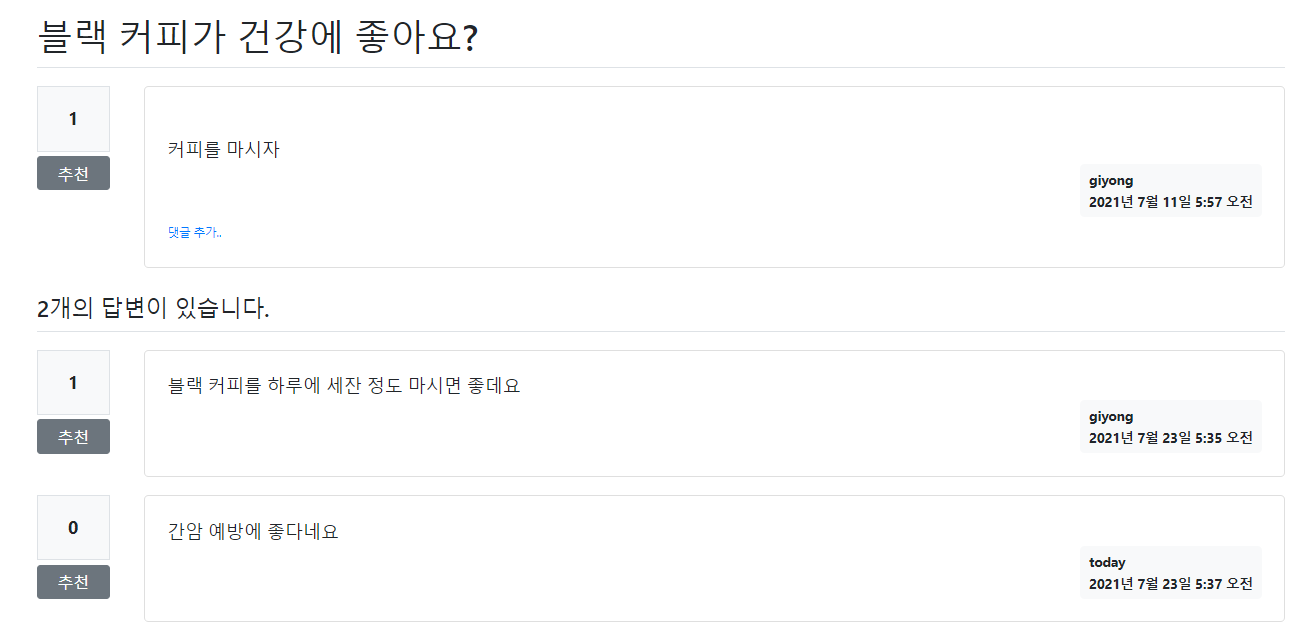 블랙 커피가 건강에 좋아요?
1
추천
커피를 마시자
giyong
2021년 7월 11일 5:57 오전
댓글 추가..
2개의 답변이 있습니다.
1
추천
블랙 커피를 하루에 세잔 정도 마시면 좋데요
giyong
2021년 7월 23일 5:35 오전
0
추천
간암 예방에 좋다네요
today
2021년 7월 23일 5:37 오전